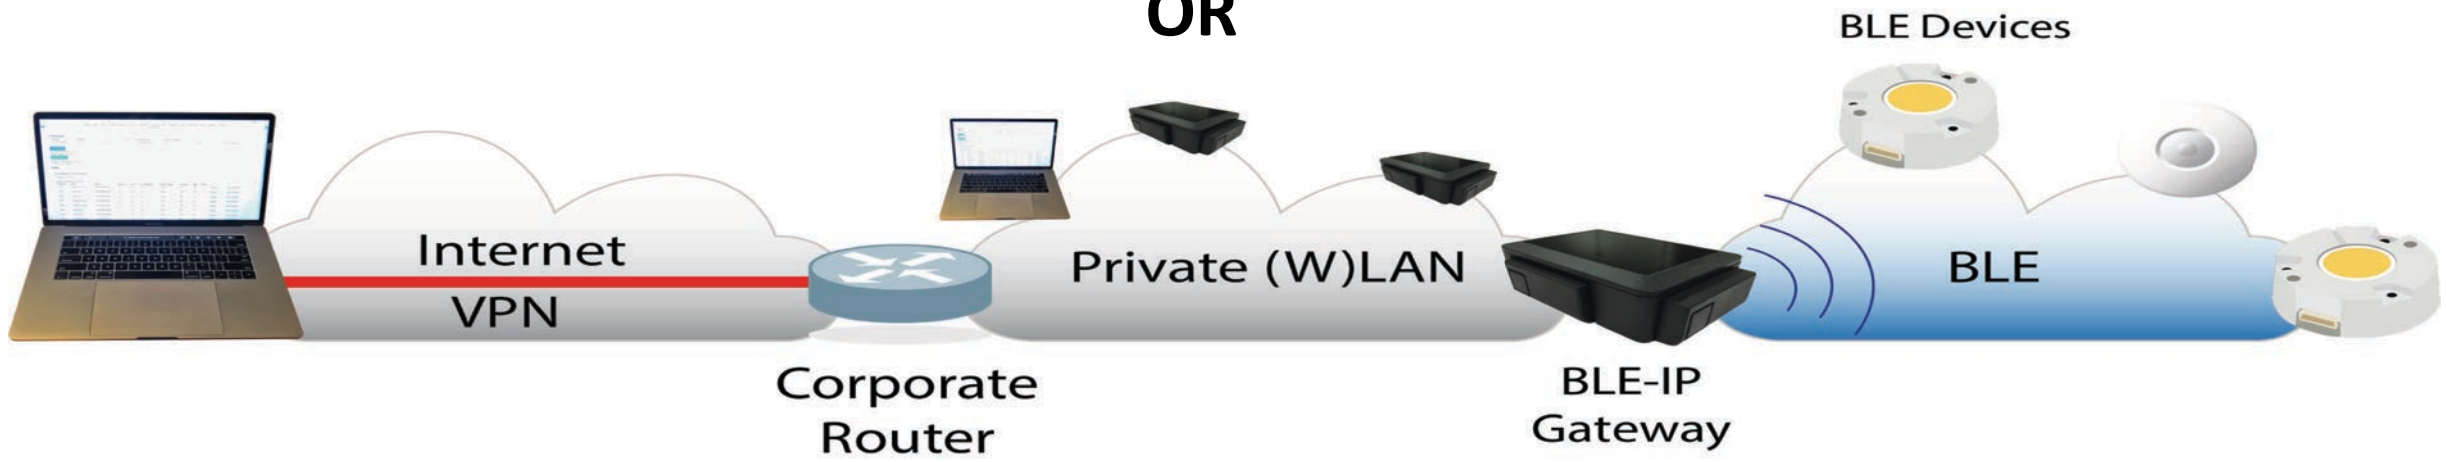 OR
BLE Devices
Internet
VPN
Private (W)LAN
BLE
Corporate
Router
BLE-IP
Gateway